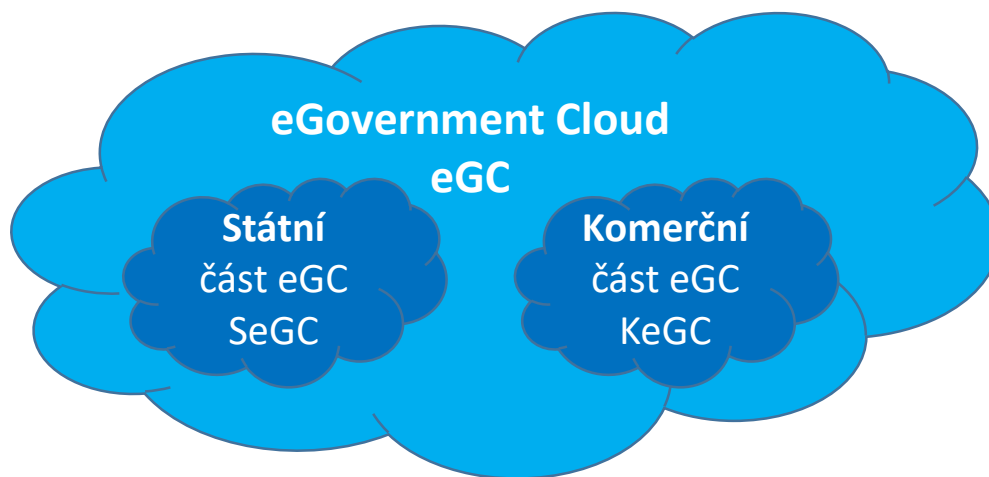 eGovernment Cloud
eGC
Státní
část eGC
SeGC
Komerční
část eGC
KeGC